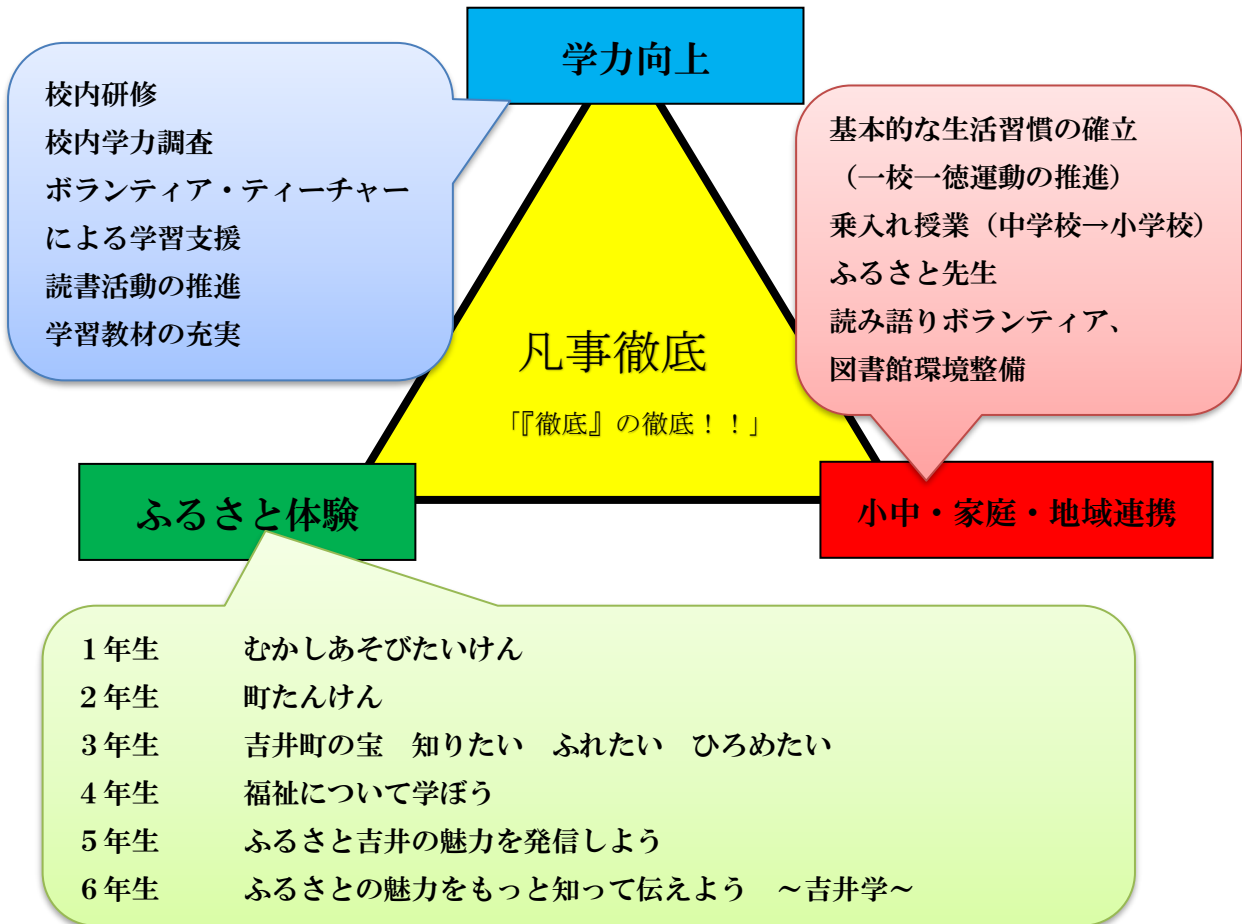 学力向上
校内研修
校内学力調査
ボランティア・ティーチャー
による学習支援
読書活動の推進
学習教材の充実
基本的な生活習慣の確立
（一校一徳運動の推進）
乗入れ授業（中学校→小学校）
ふるさと先生
読み語りボランティア、
図書館環境整備
凡事徹底
「『徹底』の徹底！！」
ふるさと体験
小中・家庭・地域連携
１年生　　むかしあそびたいけん
２年生　　町たんけん
３年生　　吉井町の宝　知りたい　ふれたい　ひろめたい
４年生　　福祉について学ぼう
５年生　　ふるさと吉井の魅力を発信しよう
６年生　　ふるさとの魅力をもっと知って伝えよう　～吉井学～